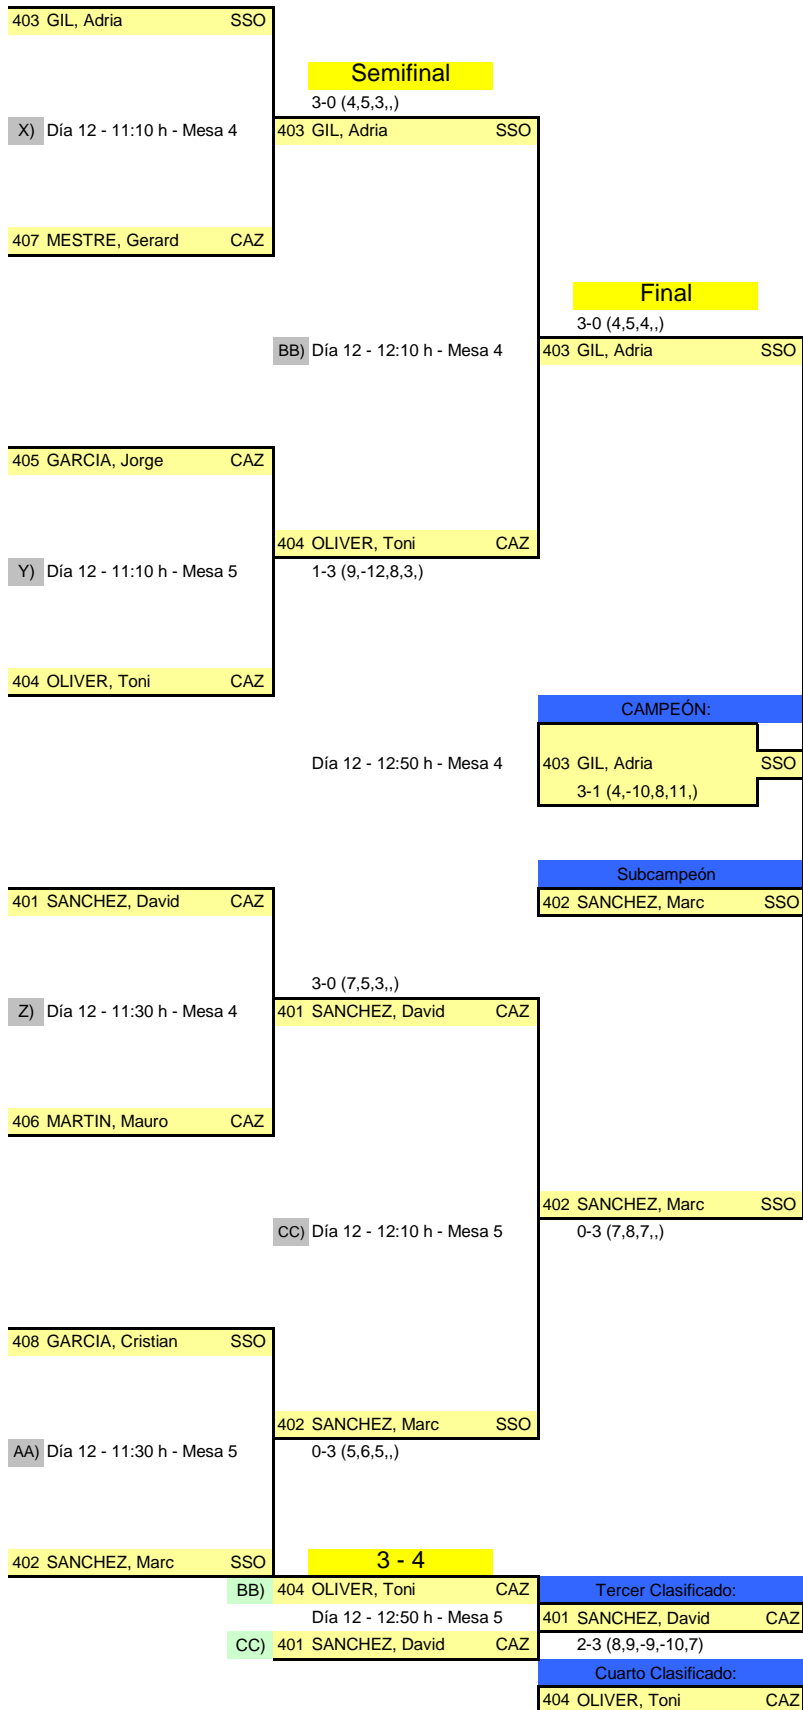 403 GIL, Adria SSO
Semifinal
3-0 (4,5,3,,)
X) Día 12 - 11:10 h - Mesa 4
403 GIL, Adria SSO
407 MESTRE, Gerard CAZ
Final
3-0 (4,5,4,,)
BB) Día 12 - 12:10 h - Mesa 4
403 GIL, Adria SSO
405 GARCIA, Jorge CAZ
404 OLIVER, Toni CAZ
Y) Día 12 - 11:10 h - Mesa 5
1-3 (9,-12,8,3,)
404 OLIVER, Toni CAZ
CAMPEÓN:
Día 12 - 12:50 h - Mesa 4
403 GIL, Adria SSO
3-1 (4,-10,8,11,)
Subcampeón
401 SANCHEZ, David CAZ
402 SANCHEZ, Marc SSO
3-0 (7,5,3,,)
Z) Día 12 - 11:30 h - Mesa 4
401 SANCHEZ, David CAZ
406 MARTIN, Mauro CAZ
402 SANCHEZ, Marc SSO
CC) Día 12 - 12:10 h - Mesa 5
0-3 (7,8,7,,)
408 GARCIA, Cristian SSO
402 SANCHEZ, Marc SSO
AA) Día 12 - 11:30 h - Mesa 5
0-3 (5,6,5,,)
402 SANCHEZ, Marc SSO
3 - 4
BB) 404 OLIVER, Toni CAZ
Tercer Clasificado:
Día 12 - 12:50 h - Mesa 5
401 SANCHEZ, David CAZ
CC) 401 SANCHEZ, David CAZ
2-3 (8,9,-9,-10,7)
Cuarto Clasificado:
404 OLIVER, Toni CAZ